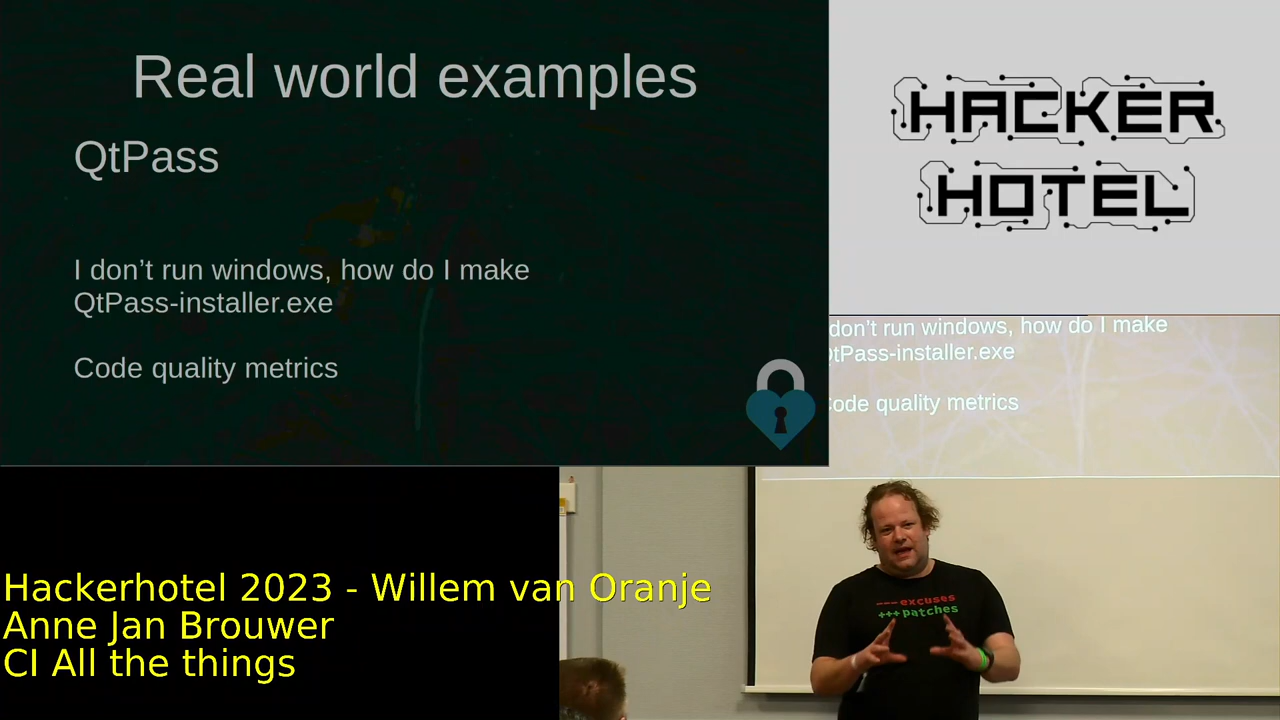 Real world examples
QtPass
I don’t run windows, how do I make
QtPass-installer.exe
Code quality metrics
HACKER
HOTEL
don’t run windows, how do I make
QtPass-installer.exe
Code quality metrics
--- excuses
+++ patches
Hackerhotel 2023 - Willem van Oranje
Anne Jan Brouwer
CI All the things